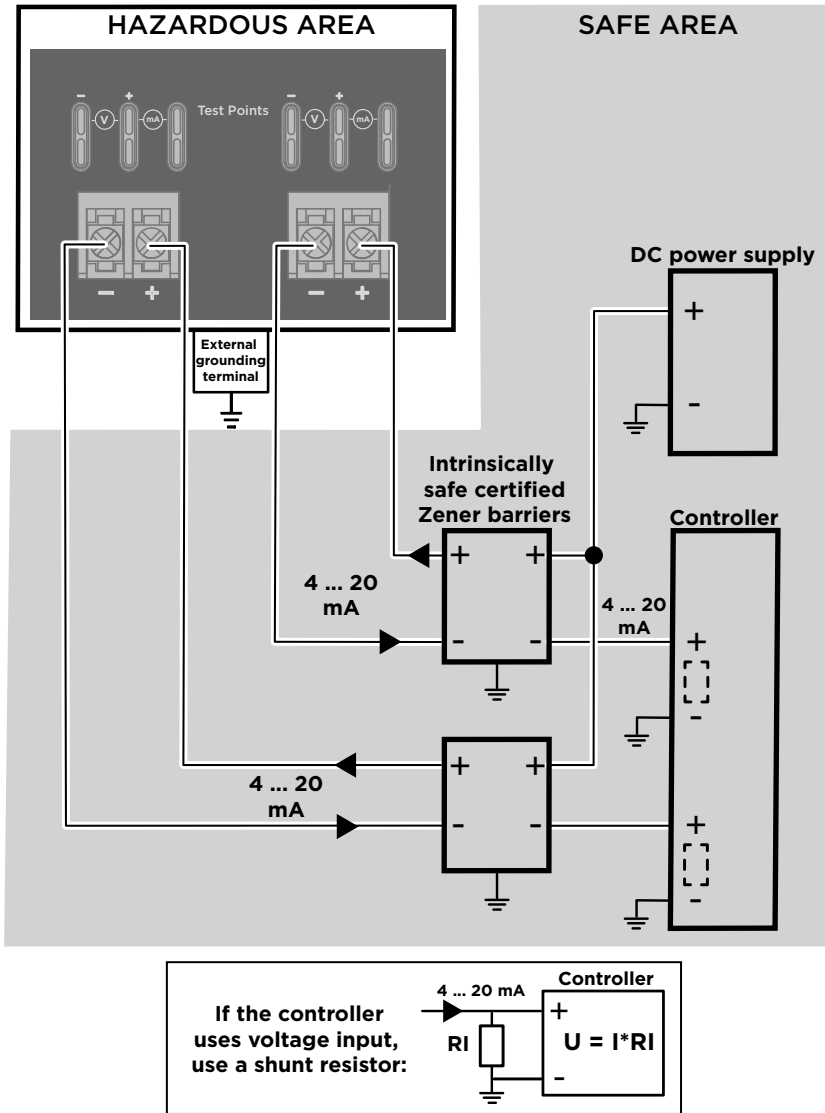 HAZARDOUS AREA
SAFE AREA
- +
V mA
Test Points
- +
V mA
- +
- +
External
grounding
terminal
DC power supply
+
-
Intrinsically
safe certified
Zener barriers
Controller
+ +
4 ... 20
mA
- -
4 ... 20
mA
+
-
+ +
4 ... 20
mA
- -
+
-
If the controller
uses voltage input,
use a shunt resistor:
4 ... 20 mA
RI
Controller
+
U = I*RI
-